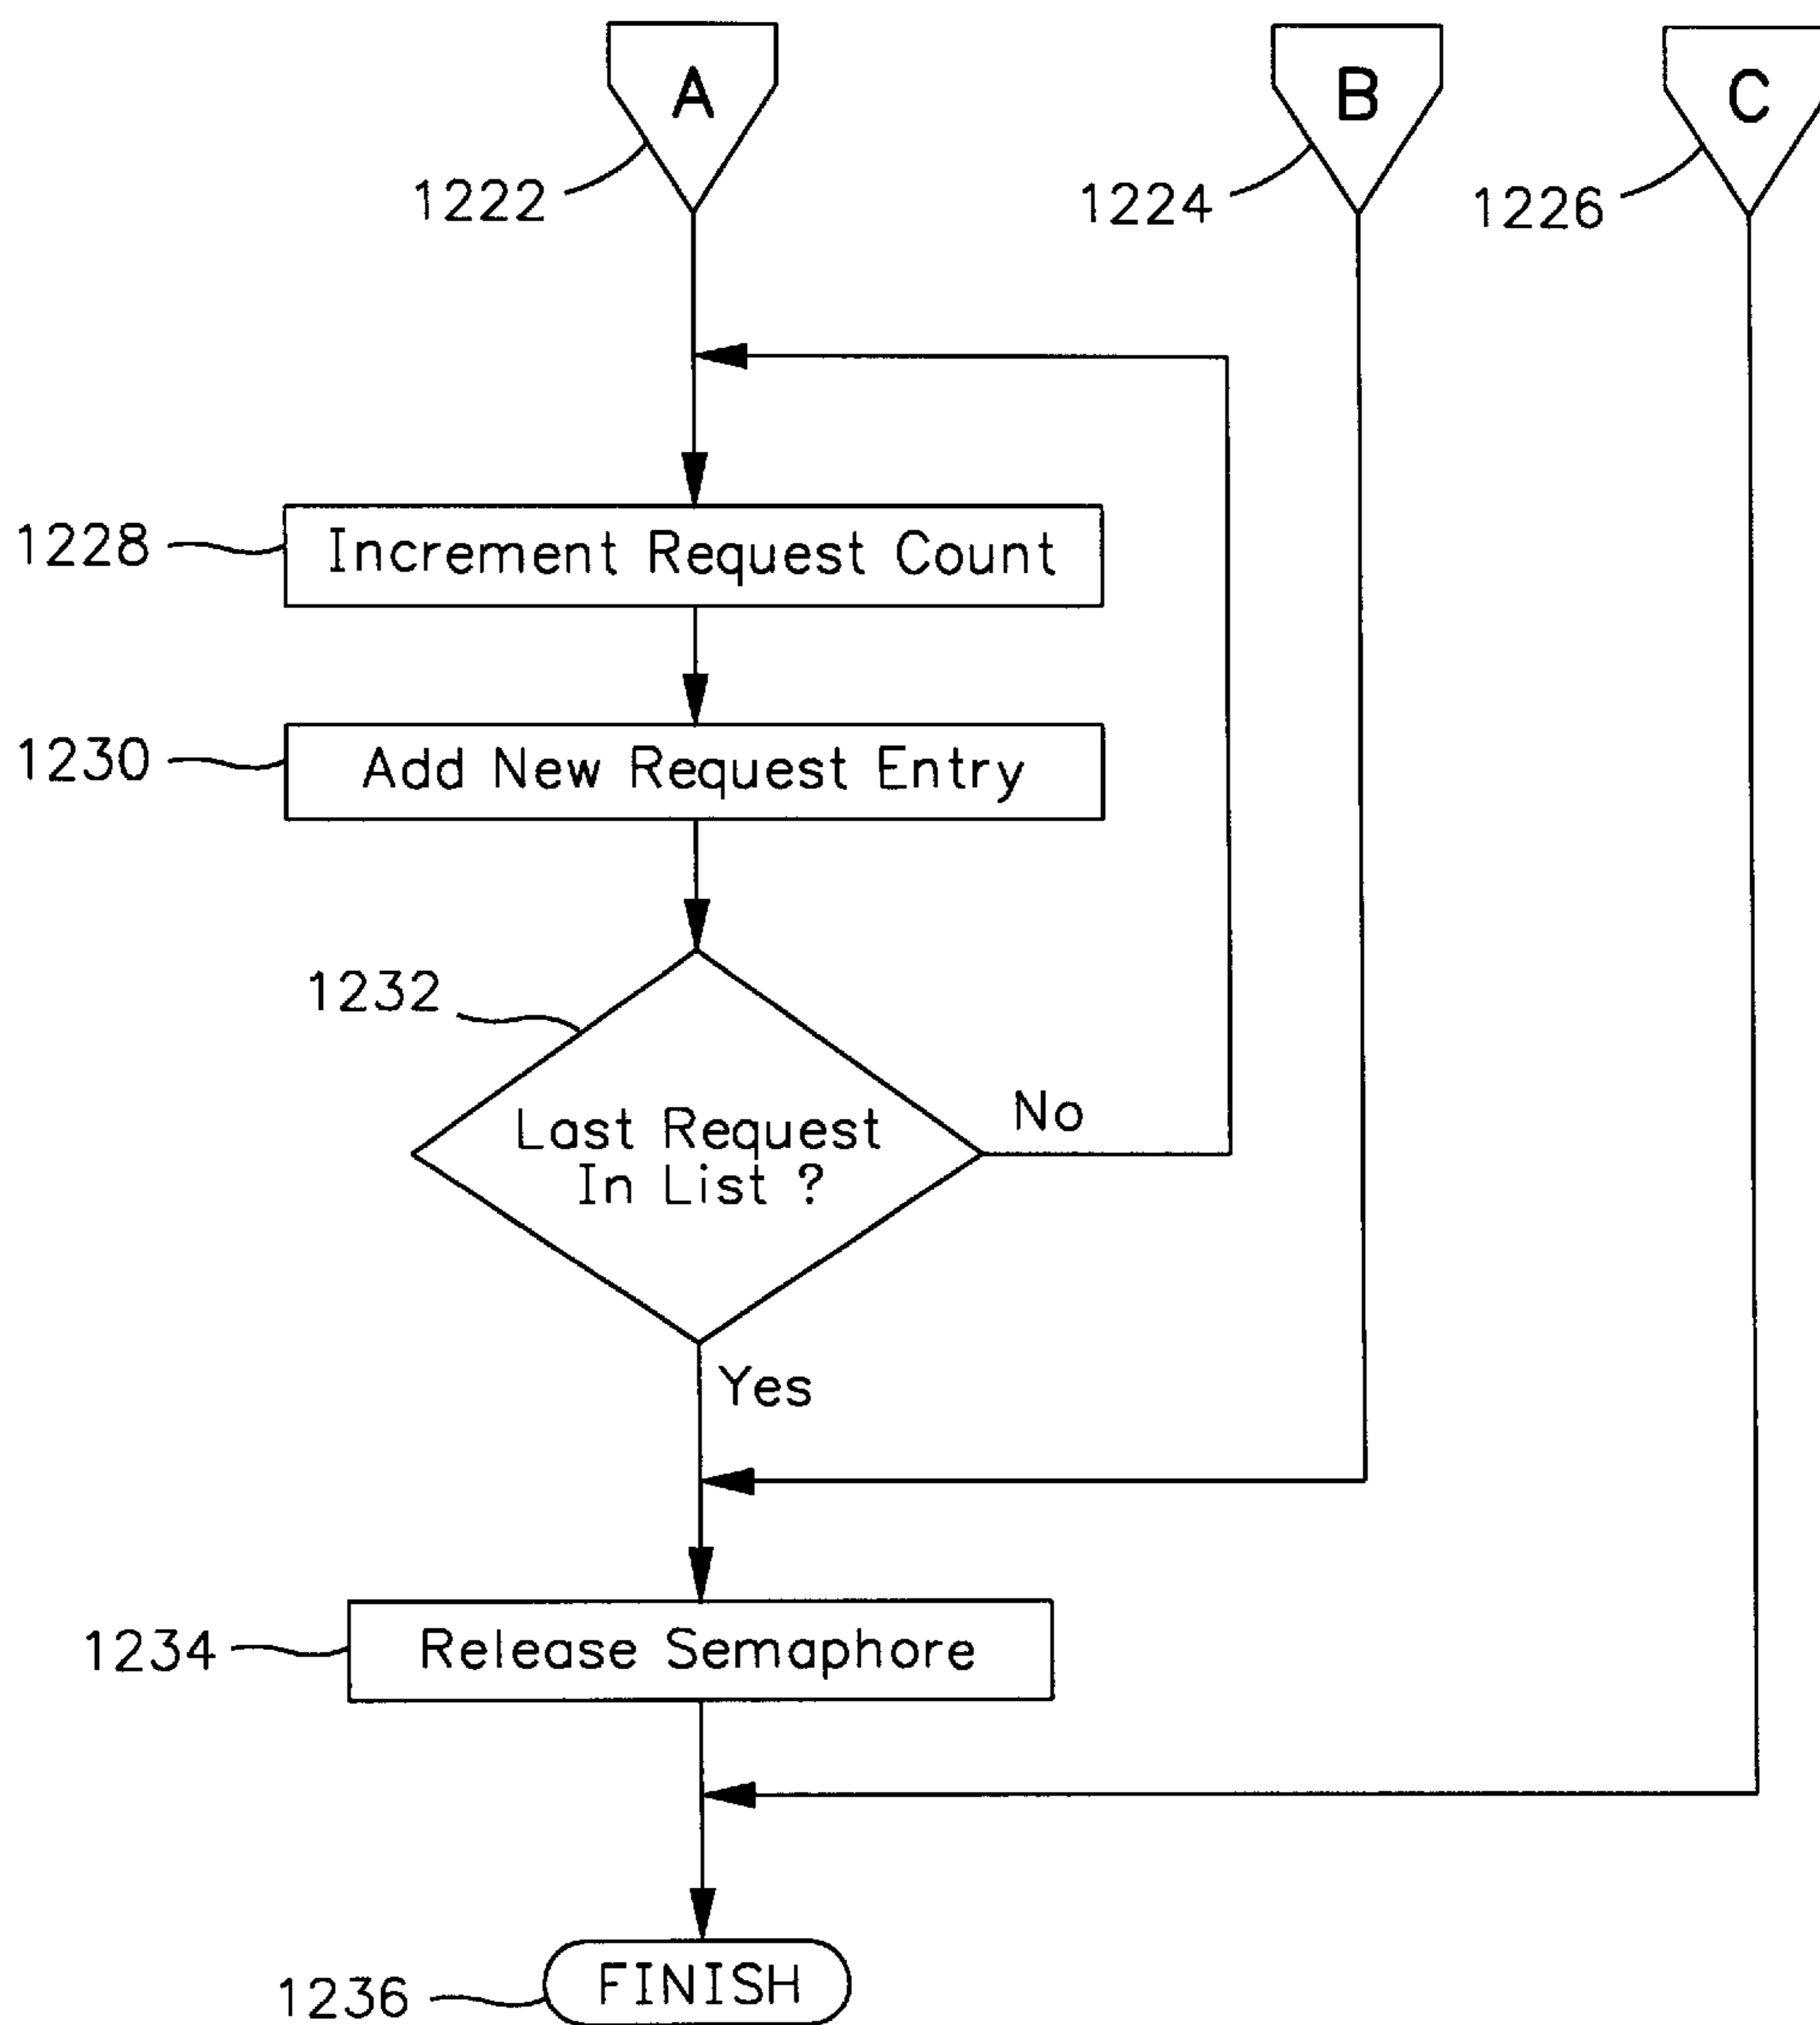 A
B
C
1222
1224
1226
1228
Increment Request Count
1230
Add New Request Entry
1232
Last Request
In List ?
No
Yes
1234
Release Semaphore
1236
FINISH